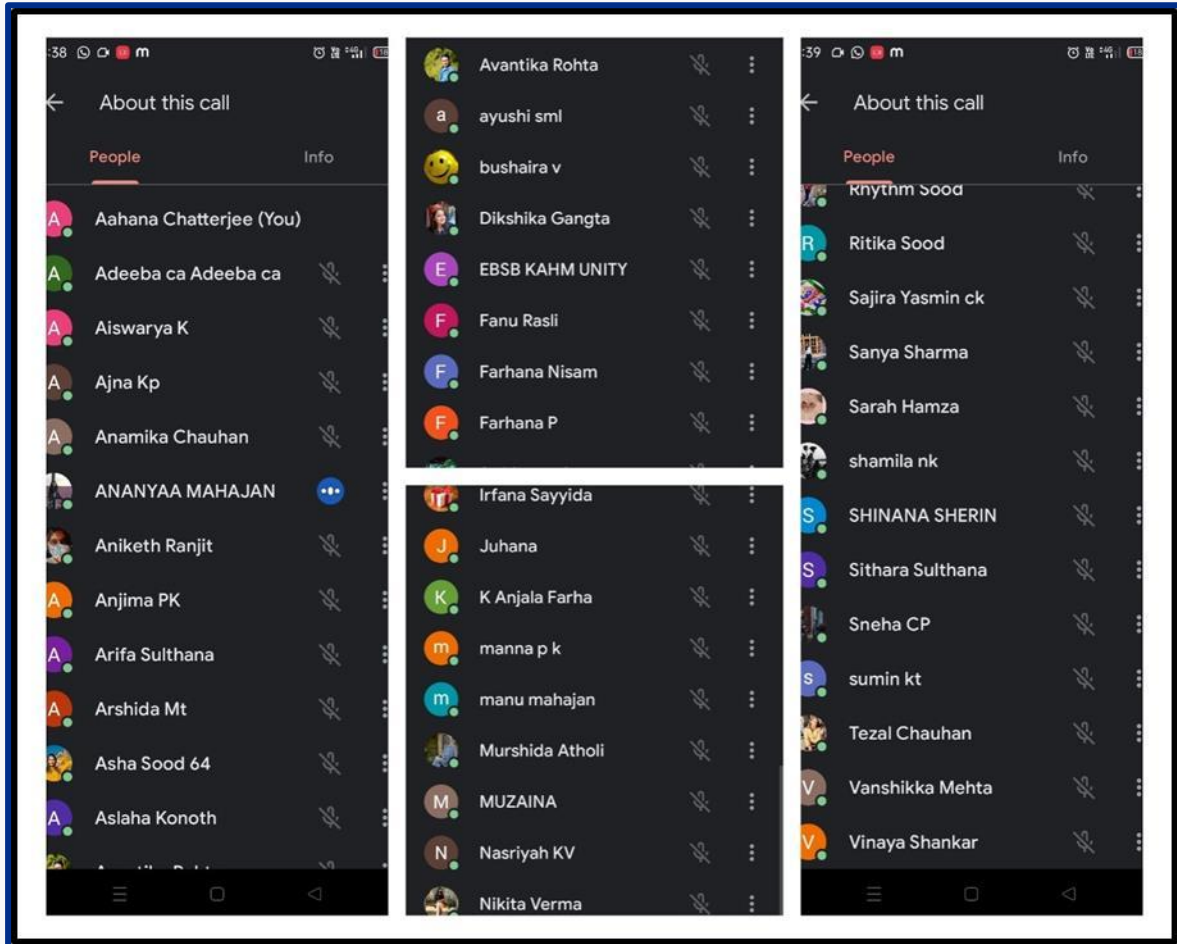 :38 m
About this call
People Info
Aahana Chatterjee (You)
A
Adeeba ca Adeeba ca
A
Aiswarya K
A
Ajna Kp
A
Anamika Chauhan
A
ANANYAA MAHAJAN
Aniketh Ranjit
Anjima PK
A
Arifa Sulthana
A
Arshida Mt
A
Asha Sood 64
Aslaha Konoth
A
Avantika Rohta
ayushi sml
a
bushaira v
Dikshika Gangta
EBSB KAHM UNITY
E
Fanu Rasli
F
Farhana Nisam
F
Farhana P
F
Irfana Sayyida
Juhana
J
K Anjala Farha
K
manna p k
m
manu mahajan
m
Murshida Atholi
MUZAINA
M
Nasriyah KV
N
Nikita Verma
:39 m
About this call
People Info
Rhythm Sood
Ritika Sood
R
Sajira Yasmin ck
Sanya Sharma
Sarah Hamza
shamila nk
SHINANA SHERIN
S
Sithara Sulthana
S
Sneha CP
sumin kt
s
Tezal Chauhan
Vanshikka Mehta
V
Vinaya Shankar
V